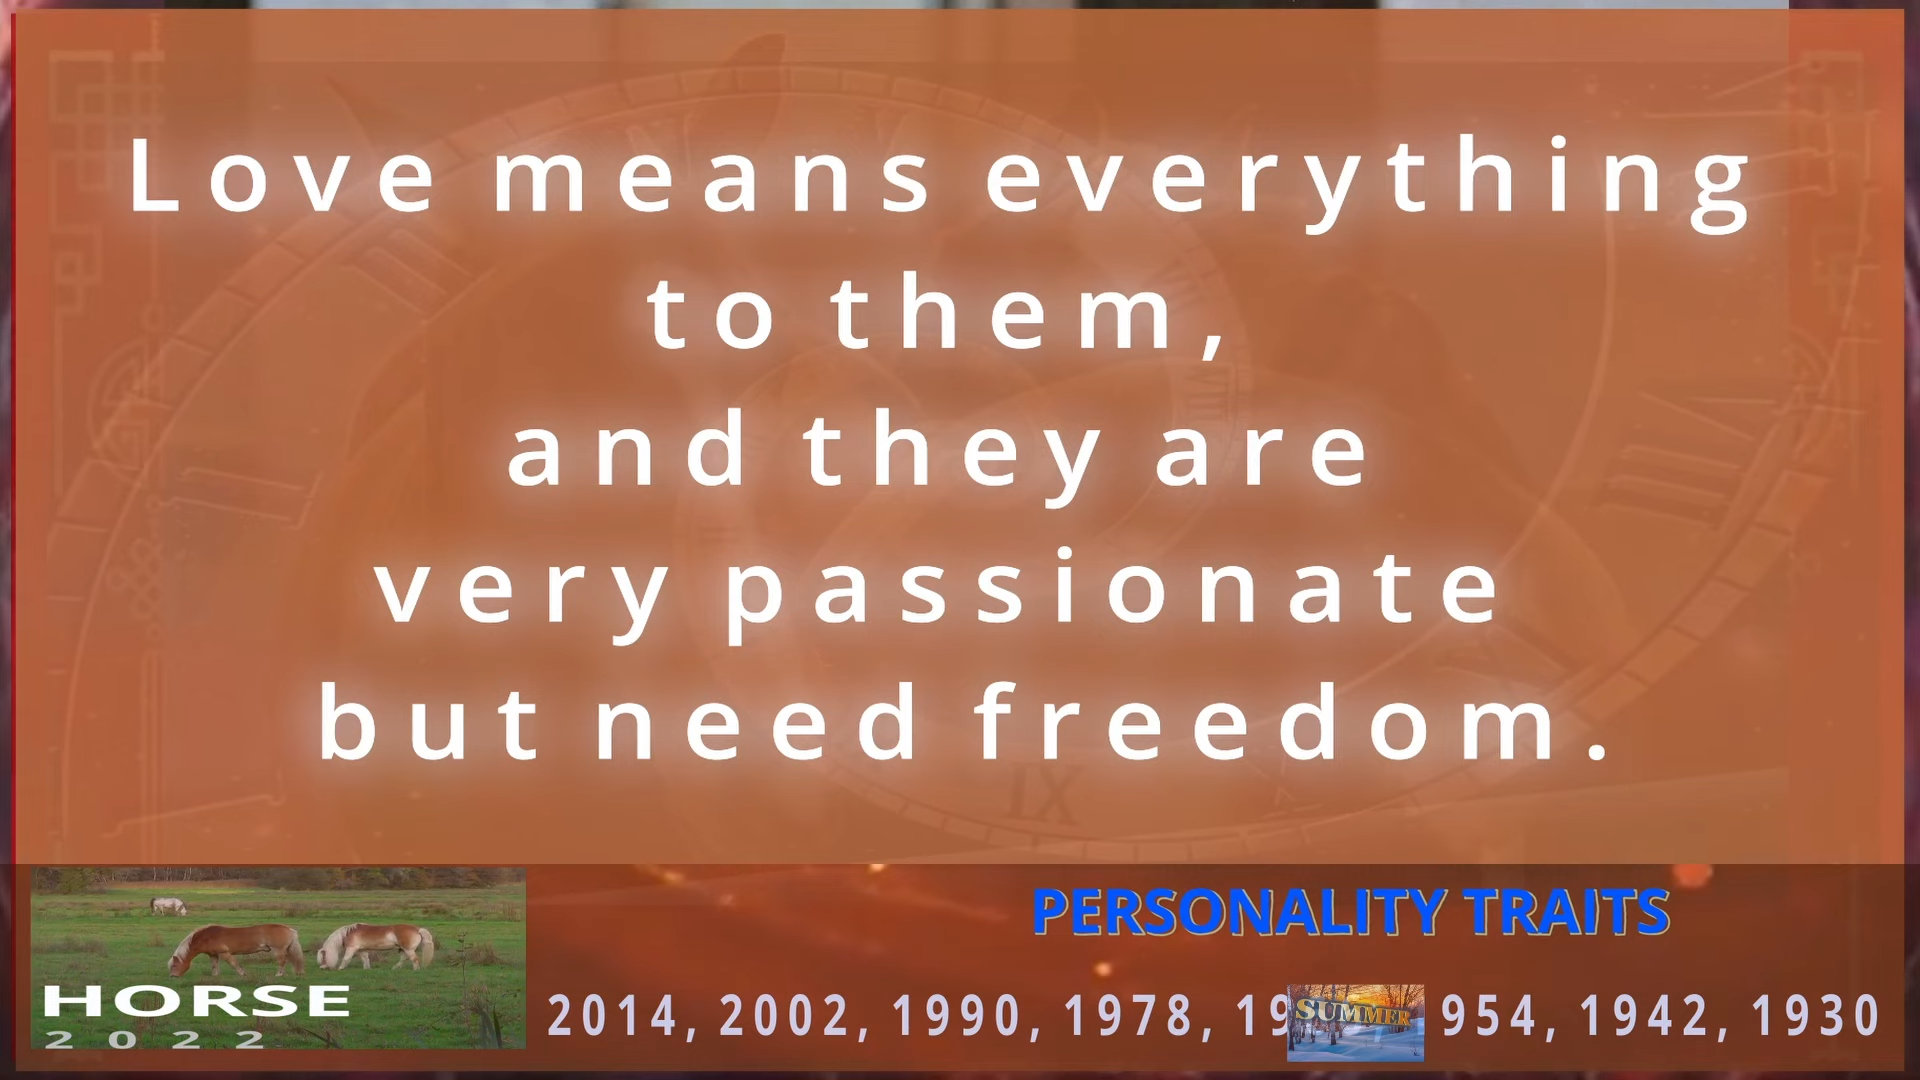 Love means everything
to them,
and they are
very passionate
but need freedom.
IX
PERSONALITY TRAITS
HORSE
2022
2014, 2002, 1990, 1978, 19
SUMMER
954, 1942, 1930